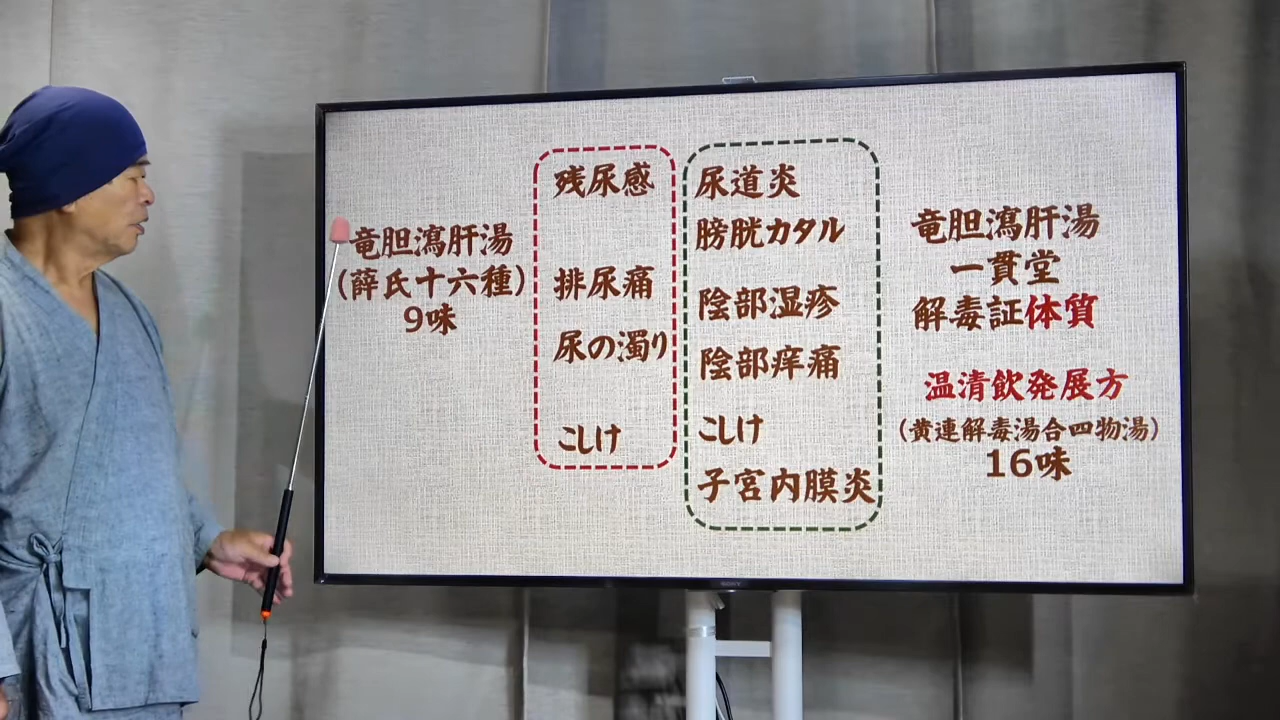 竜胆瀉肝湯
(薛氏十六種)
9味
残尿感
排尿痛
尿の濁り
こしけ
尿道炎
膀胱カタル
陰部湿疹
陰部痒痛
こしけ
子宮内膜炎
竜胆瀉肝湯
一貫堂
解毒証体質
温清飲発展方
(黄連解毒湯合四物湯)
16味
SONY